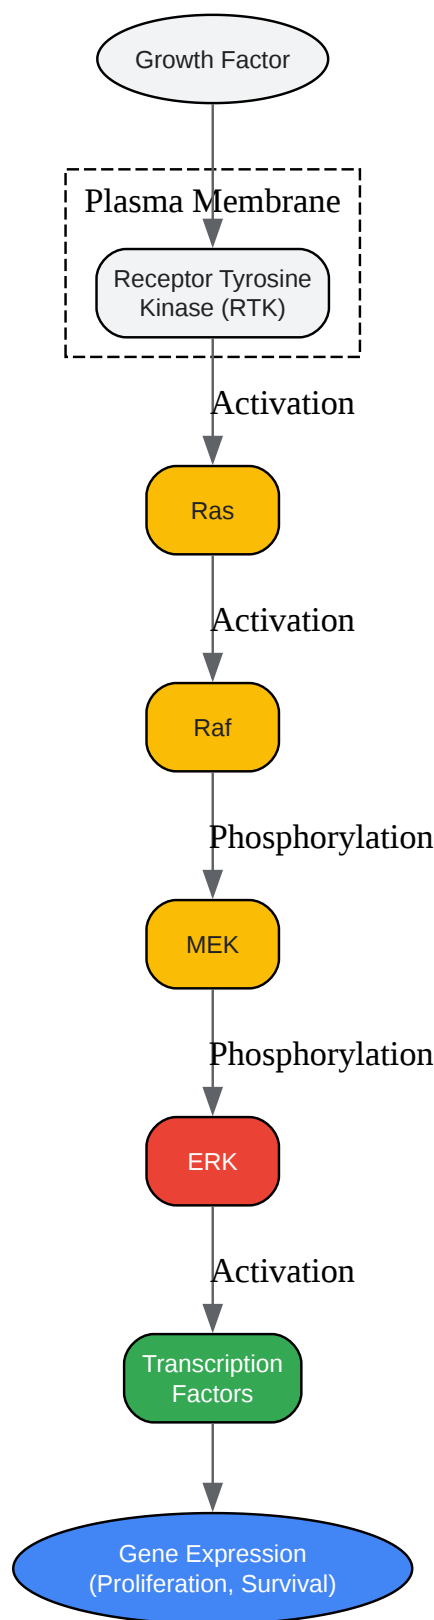 Growth Factor
Plasma Membrane
Receptor Tyrosine
Kinase (RTK)
Activation
Ras
Activation
Raf
Phosphorylation
MEK
Phosphorylation
ERK
Activation
Transcription
Factors
Gene Expression
(Proliferation, Survival)